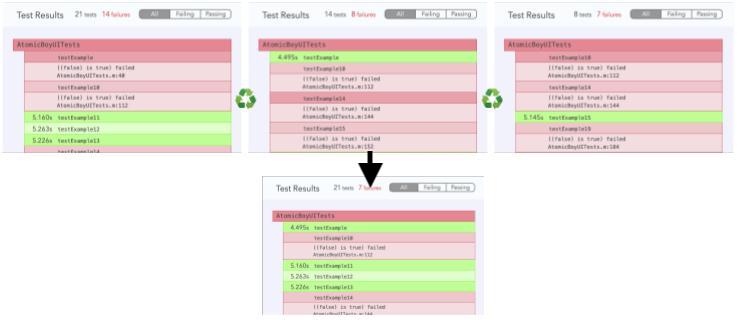 Test Results 21 tests 14 failures All Failing Passing
AtomicBoyUITests
testExample
((false) is true) failed
AtomicBoyUITests.m:40
testExample10
((false) is true) failed
AtomicBoyUITests.m:112
5.160s testExample11
5.263s testExample12
5.226s testExample13
testExample14
Test Results 14 tests 8 failures All Failing Passing
AtomicBoyUITests
4.495s testExample
testExample10
((false) is true) failed
AtomicBoyUITests.m:112
testExample14
((false) is true) failed
AtomicBoyUITests.m:144
testExample15
((false) is true) failed
AtomicBoyUITests.m:152
Test Results 8 tests 7 failures All Failing Passing
AtomicBoyUITests
testExample10
((false) is true) failed
AtomicBoyUITests.m:112
testExample14
((false) is true) failed
AtomicBoyUITests.m:144
5.145s testExample15
testExample19
((false) is true) failed
AtomicBoyUITests.m:184
Test Results 21 tests 7 failures All Failing Passing
AtomicBoyUITests
4.495s testExample
testExample10
((false) is true) failed
AtomicBoyUITests.m:112
5.160s testExample11
5.263s testExample12
5.226s testExample13
testExample14
((false) is true) failed
AtomicBoyUITests.m:144